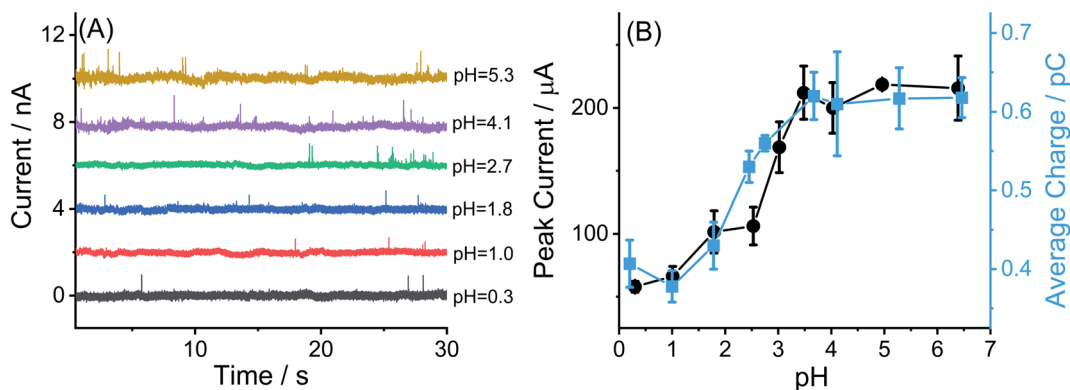 (A)
Current / nA
12
8
4
0
pH=5.3
pH=4.1
pH=2.7
pH=1.8
pH=1.0
pH=0.3
10
20
30
Time / s
(B)
Peak Current / μA
200
100
0
1
2
3
4
5
6
7
pH
0.7
0.6
0.5
0.4
Average Charge / pC